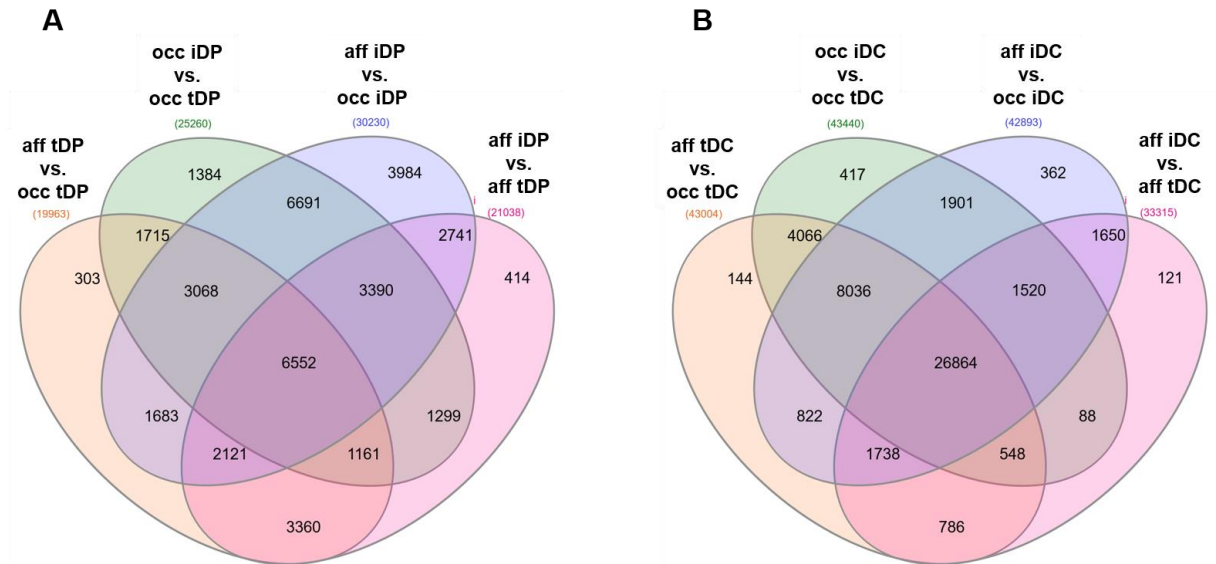 A
occ iDP
vs.
occ tDP
(25260)
aff iDP
vs.
occ iDP
(30230)
aff tDP
vs.
occ tDP
(19963)
aff iDP
vs.
aff tDP
i
(21038)
1384
3984
6691
1715
2741
303
3068
3390
414
6552
1683
1299
2121
1161
3360
B
occ iDC
vs.
occ tDC
(43440)
aff iDC
vs.
occ iDC
(42893)
aff tDC
vs.
occ tDC
(43004)
aff iDC
vs.
aff tDC
i
(33315)
417
362
1901
4066
1650
144
8036
1520
121
26864
822
88
1738
548
786